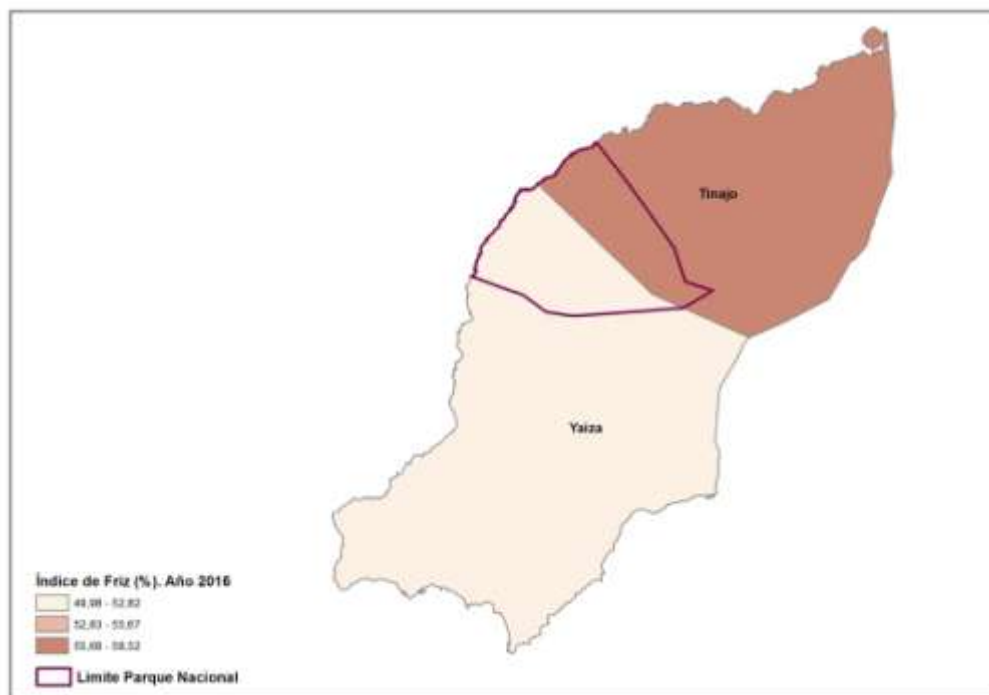 Tinajo
Yaiza
Índice de Friz (%). Año 2016
49,98 - 52,82
52,83 - 55,67
55,68 - 58,52
Limite Parque Nacional